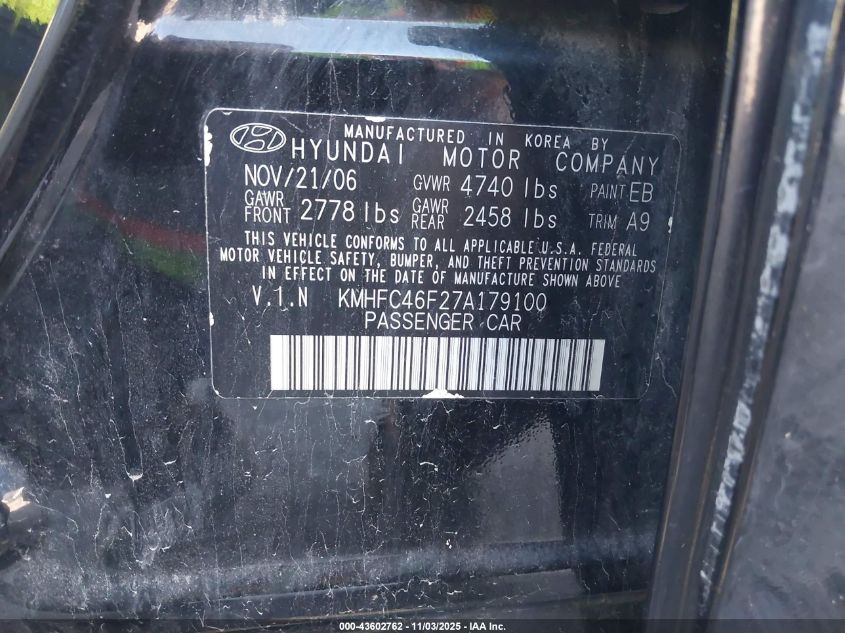 MANUFACTURED IN KOREA BY
HYUNDAI MOTOR COMPANY
NOV/21/06 GVWR 4740 lbs PAINT EB
GAWR FRONT 2778 lbs GAWR REAR 2458 lbs TRIM A9
THIS VEHICLE CONFORMS TO ALL APPLICABLE U.S.A. FEDERAL
MOTOR VEHICLE SAFETY, BUMPER, AND THEFT PREVENTION STANDARDS
IN EFFECT ON THE DATE OF MANUFACTURE SHOWN ABOVE
V.I.N KMHFC46F27A179100
PASSENGER CAR
000-43602762 - 11/03/2025 - IAA Inc.